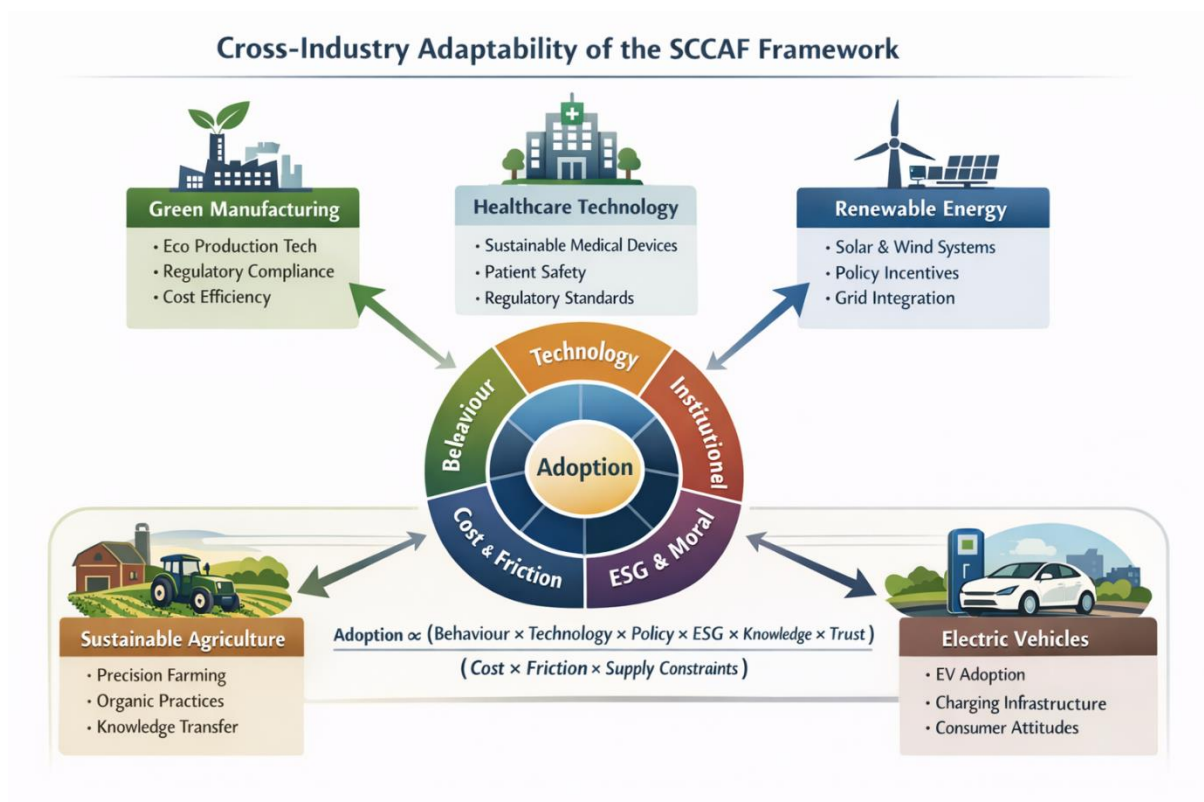 Cross-Industry Adaptability of the SCCAF Framework
Green Manufacturing
• Eco Production Tech
• Regulatory Compliance
• Cost Efficiency
Healthcare Technology
• Sustainable Medical Devices
• Patient Safety
• Regulatory Standards
Renewable Energy
• Solar & Wind Systems
• Policy Incentives
• Grid Integration
Behaviour
Technology
Institutional
Adoption
Cost & Friction
ESG & Moral
Sustainable Agriculture
• Precision Farming
• Organic Practices
• Knowledge Transfer
Adoption ∝ (Behaviour × Technology × Policy × ESG × Knowledge × Trust)
(Cost × Friction × Supply Constraints)
Electric Vehicles
• EV Adoption
• Charging Infrastructure
• Consumer Attitudes